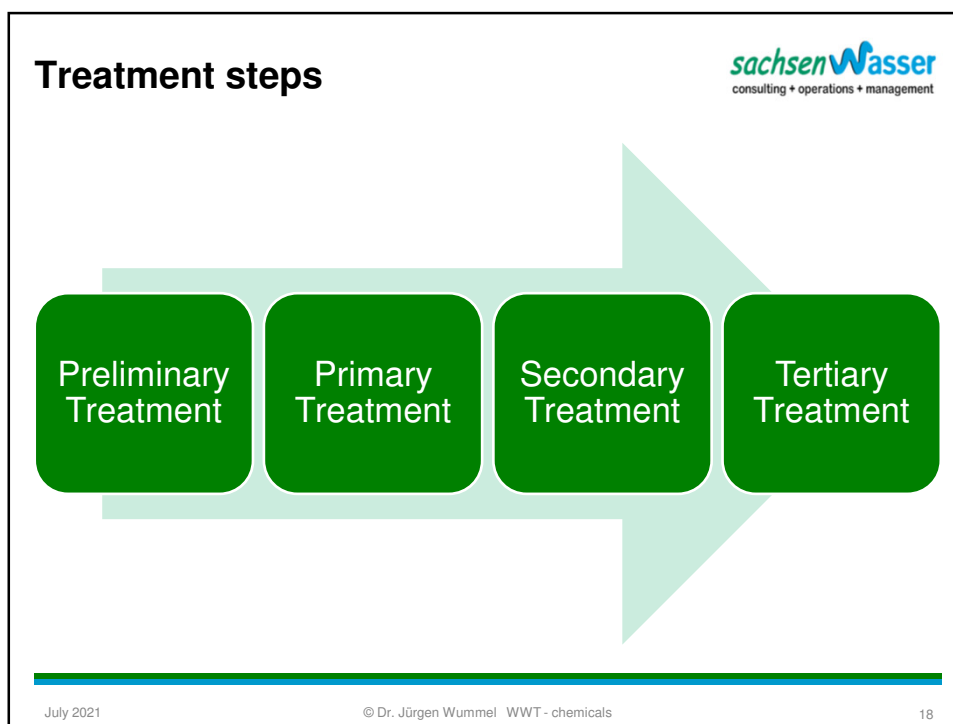 Treatment steps
sachsenWasser
consulting + operations + management
Preliminary
Treatment
Primary
Treatment
Secondary
Treatment
Tertiary
Treatment
July 2021
© Dr. Jürgen Wummel WWT - chemicals
18